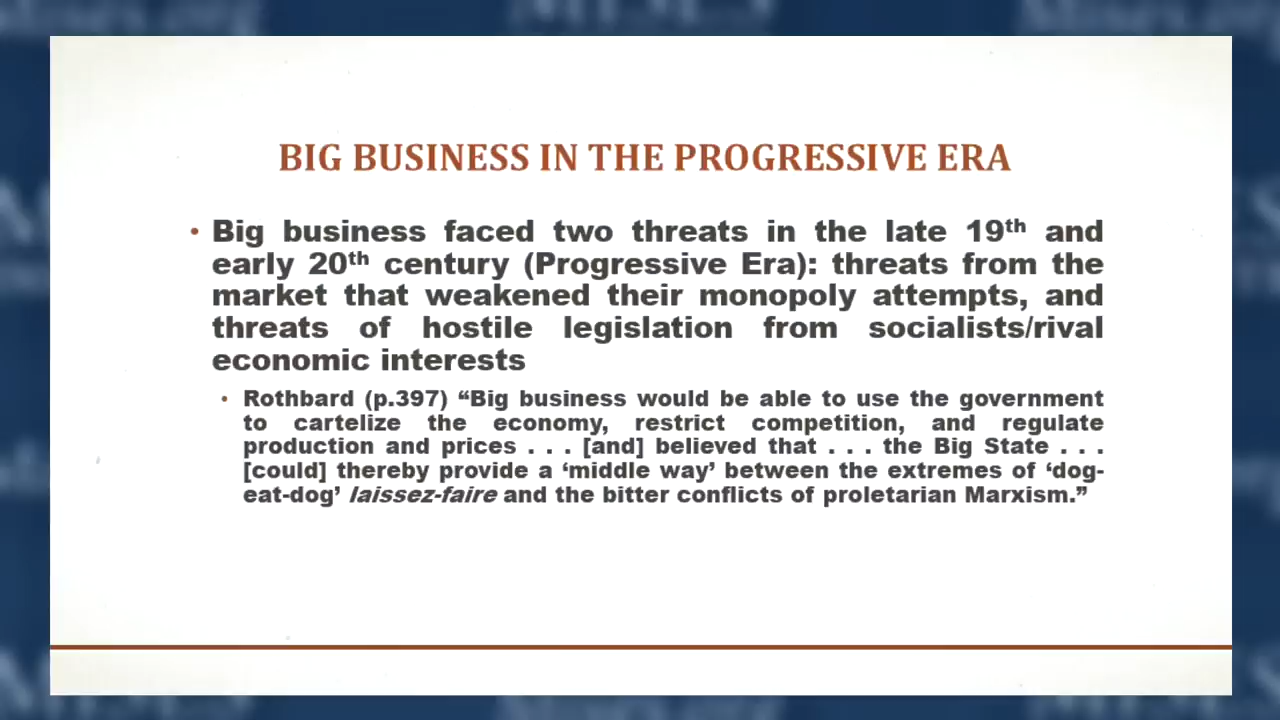 BIG BUSINESS IN THE PROGRESSIVE ERA
• Big business faced two threats in the late 19th and
early 20th century (Progressive Era): threats from the
market that weakened their monopoly attempts, and
threats of hostile legislation from socialists/rival
economic interests
• Rothbard (p.397) “Big business would be able to use the government
to cartelize the economy, restrict competition, and regulate
production and prices . . . [and] believed that . . . the Big State . . .
[could] thereby provide a ‘middle way’ between the extremes of ‘dog-
eat-dog’ laissez-faire and the bitter conflicts of proletarian Marxism.”